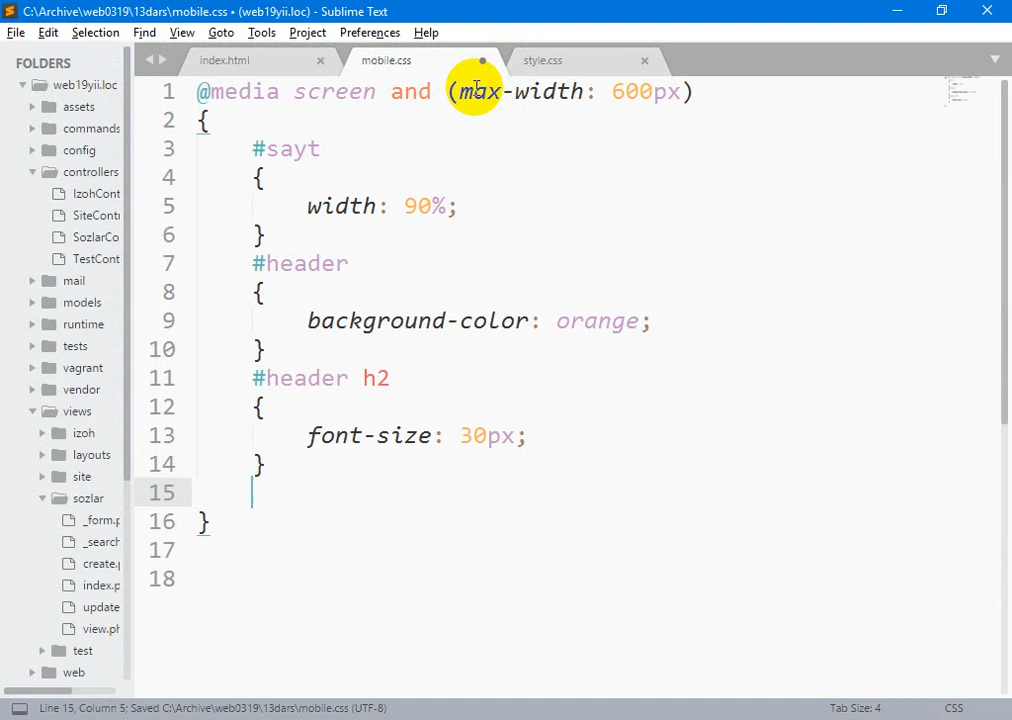 C:\Archive\web0319\13dars\mobile.css • (web19yii.loc) - Sublime Text
File Edit Selection Find View Goto Tools Project Preferences Help
FOLDERS
web19yii.loc
assets
commands
config
controllers
IzohCont
SiteContr
SozlarCo
TestCont
mail
models
runtime
tests
vagrant
vendor
views
izoh
layouts
site
sozlar
_form.p
_search
create.p
index.p
update
view.ph
test
web
index.html mobile.css style.css
1 @media screen and (max-width: 600px)
2 {
3 #sayt
4 {
5 width: 90%;
6 }
7 #header
8 {
9 background-color: orange;
10 }
11 #header h2
12 {
13 font-size: 30px;
14 }
15
16 }
17
18
Line 15, Column 5; Saved C:\Archive\web0319\13dars\mobile.css (UTF-8) Tab Size: 4 CSS